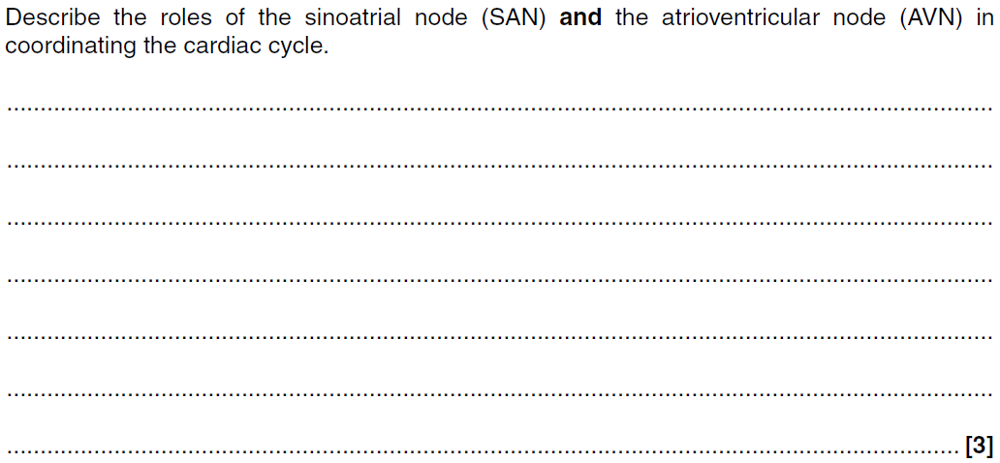 Describe the roles of the sinoatrial node (SAN) and the atrioventricular node (AVN) in
coordinating the cardiac cycle.
[3]